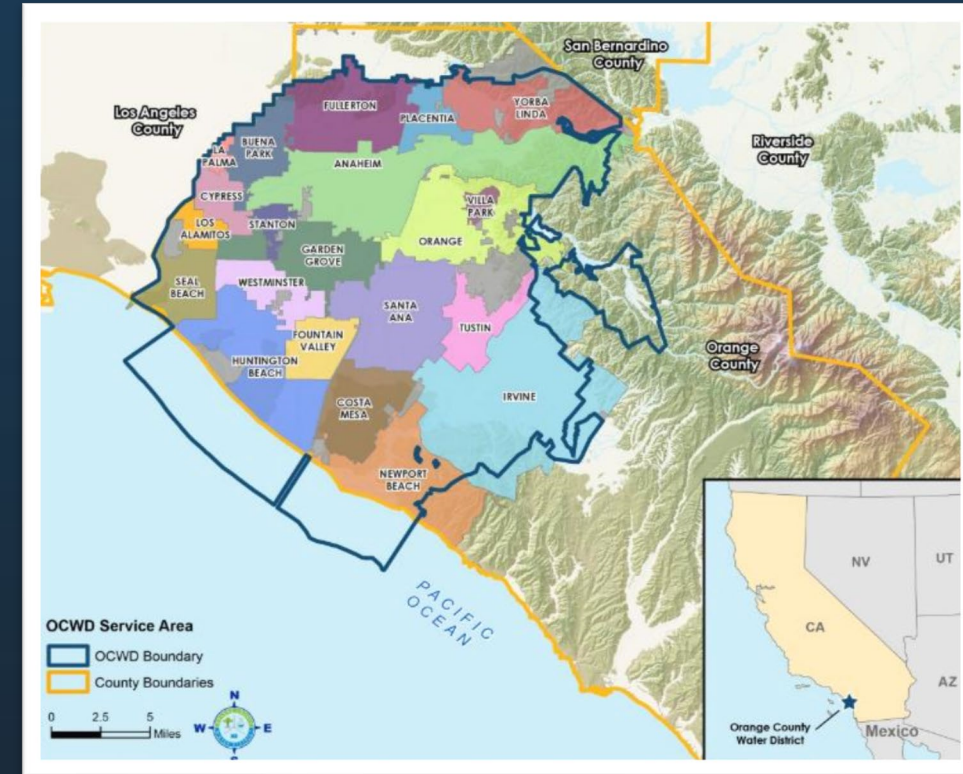 San Bernardino
County
Los Angeles
County
Riverside
County
FULLERTON
PLACENTIA
YORBA
LINDA
BUENA
PARK
LA
PALMA
ANAHEIM
CYPRESS
VILLA
PARK
LOS
ALAMITOS
STANTON
ORANGE
GARDEN
GROVE
SEAL
BEACH
WESTMINSTER
SANTA
ANA
TUSTIN
FOUNTAIN
VALLEY
HUNTINGTON
BEACH
Orange
County
COSTA
MESA
IRVINE
NEWPORT
BEACH
PACIFIC
OCEAN
OCWD Service Area
OCWD Boundary
County Boundaries
0 2.5 5
Miles
N
W E
S
NV
UT
CA
AZ
Orange County
Water District
Mexico